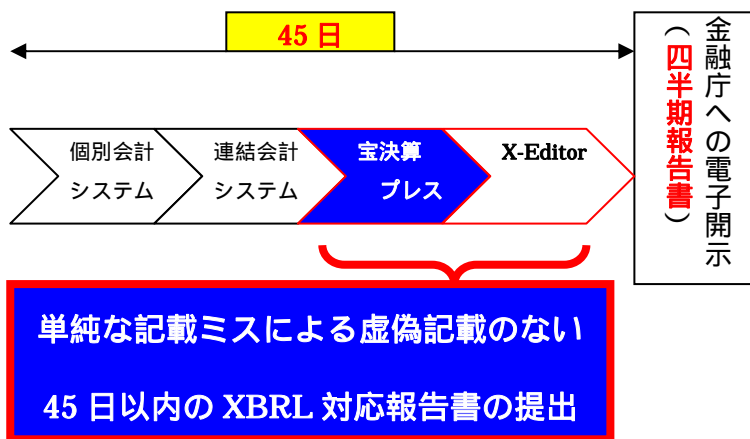 45 日
個別会計
システム
連結会計
システム
宝決算
プレス
X-Editor
金融庁への電子開示
（四半期報告書）
単純な記載ミスによる虚偽記載のない
45 日以内の XBRL 対応報告書の提出